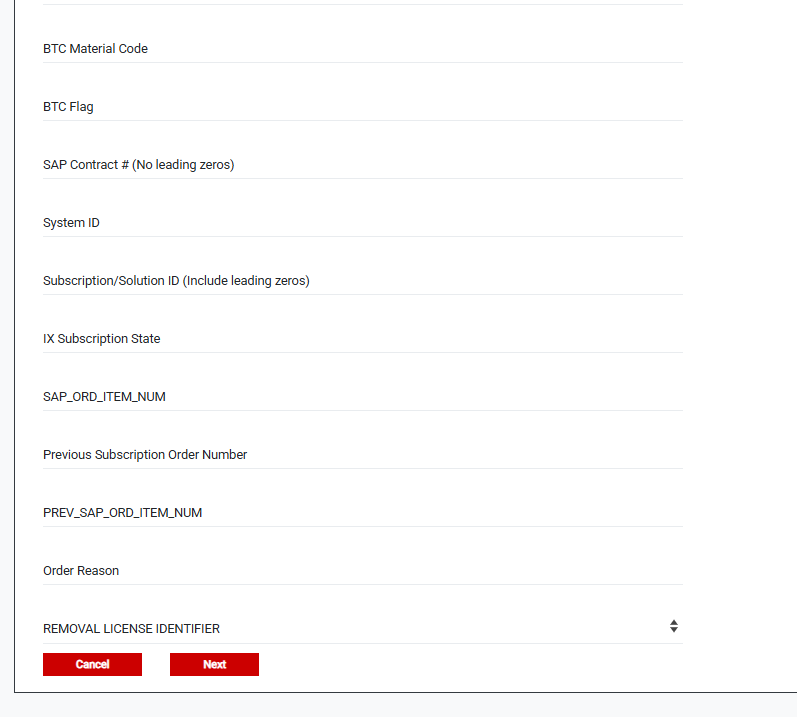 BTC Material Code
BTC Flag
SAP Contract # (No leading zeros)
System ID
Subscription/Solution ID (Include leading zeros)
IX Subscription State
SAP_ORD_ITEM_NUM
Previous Subscription Order Number
PREV_SAP_ORD_ITEM_NUM
Order Reason
REMOVAL LICENSE IDENTIFIER
Cancel Next